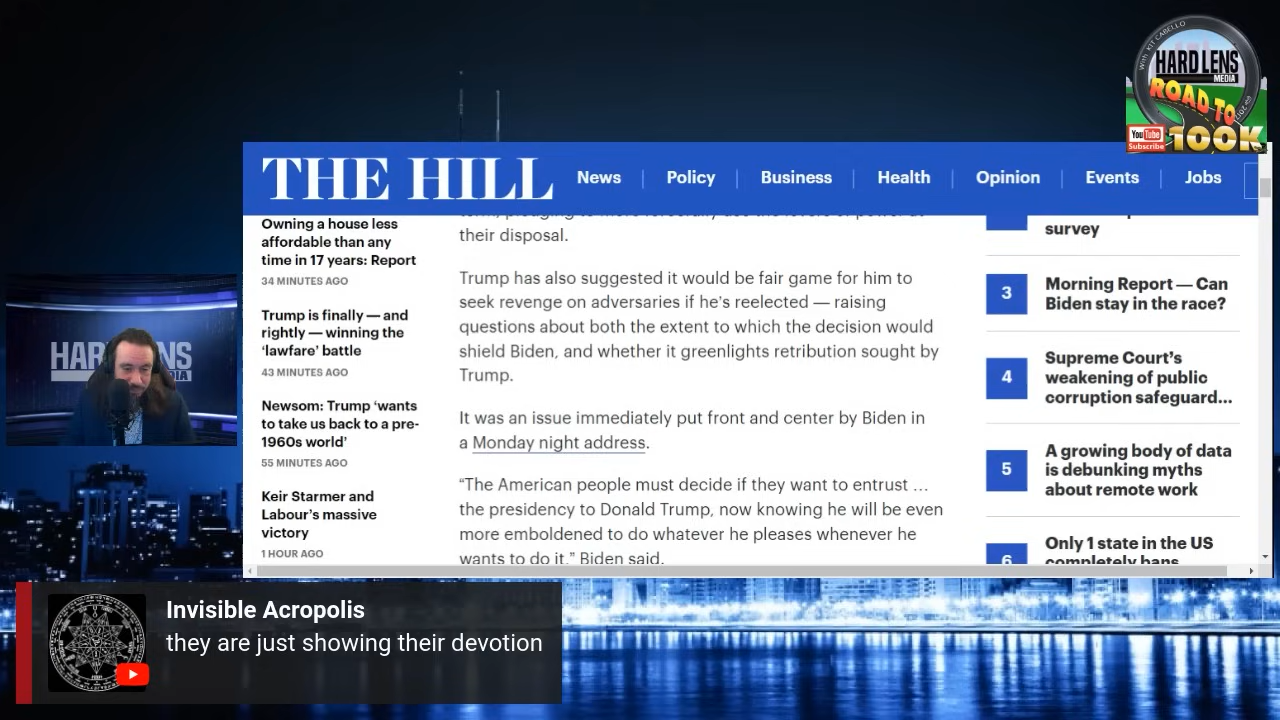 With KIT CABELLO
HARD LENS
MEDIA
ROAD TO
100K
YouTube
Subscribe
THE HILL
News
Policy
Business
Health
Opinion
Events
Jobs
Owning a house less
affordable than any
time in 17 years: Report
34 MINUTES AGO
Trump is finally — and
rightly — winning the
‘lawfare’ battle
43 MINUTES AGO
Newsom: Trump ‘wants
to take us back to a pre-
1960s world’
55 MINUTES AGO
Keir Starmer and
Labour’s massive
victory
1 HOUR AGO
their disposal.
Trump has also suggested it would be fair game for him to
seek revenge on adversaries if he’s reelected — raising
questions about both the extent to which the decision would
shield Biden, and whether it greenlights retribution sought by
Trump.
It was an issue immediately put front and center by Biden in
a Monday night address.
“The American people must decide if they want to entrust …
the presidency to Donald Trump, now knowing he will be even
more emboldened to do whatever he pleases whenever he
wants to do it,” Biden said.
survey
3
Morning Report — Can
Biden stay in the race?
4
Supreme Court’s
weakening of public
corruption safeguard...
5
A growing body of data
is debunking myths
about remote work
6
Only 1 state in the US
completely bans
Invisible Acropolis
they are just showing their devotion